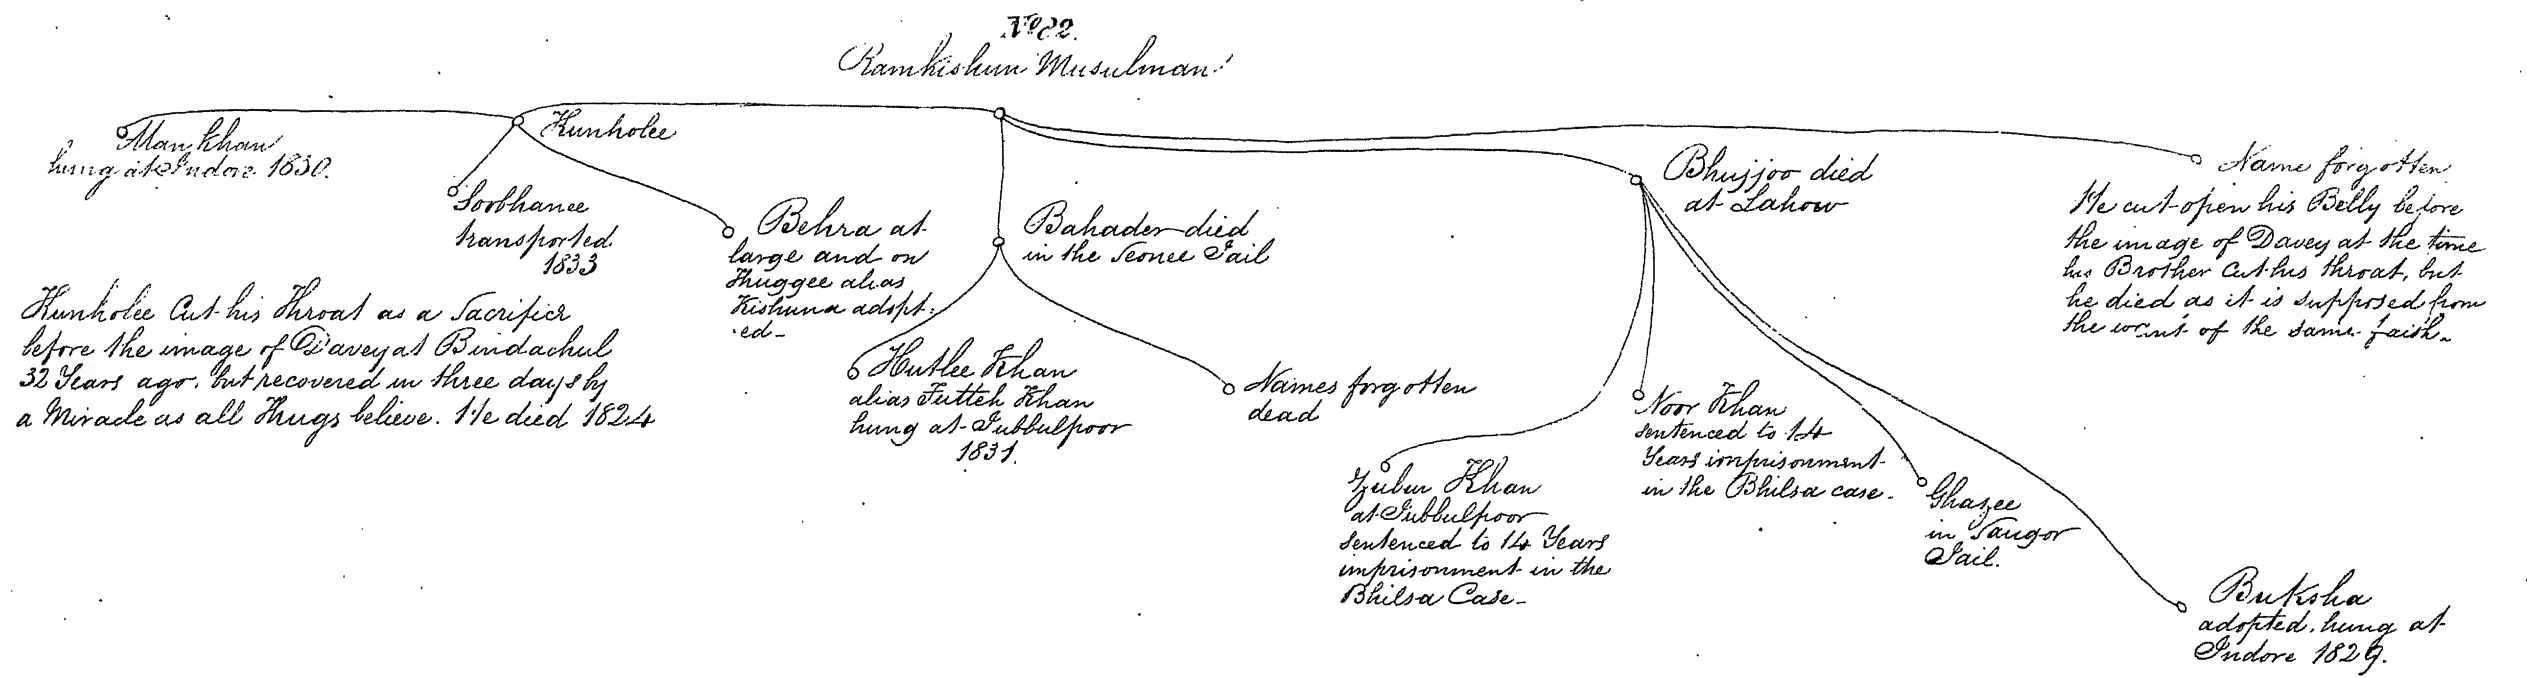 No 22.
Ramkishun Musulman
Man khan
hung at Indore 1830.
Kunholee
Soobhanee
transported
1833
Kunholee Cut his Throat as a Sacrifice
before the image of Davey at Bindachul
32 Years ago, but recovered in three days by
a Miracle as all Thugs believe. He died 1824
Behra at
large and on
Thuggee alias
Kishuna adopt-
-ed-
Bahader died
in the Seonee Jail
Hutlee Khan
alias Futteh Khan
hung at Jubbulpoor
1831.
Names forgotten
dead
Bhujjoo died
at Lahow
Khan
at Jubbulpoor
sentenced to 14 Years
imprisonment in the
Bhilsa Case-
Noor Khan
sentenced to 14
Years imprisonment
in the Bhilsa case-
Ghazee
in Saugor
Jail.
Buksha
adopted, hung at
Indore 1829.
Name forgotten
He cut open his Belly before
the image of Davey at the time
his Brother Cut his throat, but
he died as it is supposed from
the want of the same faith-